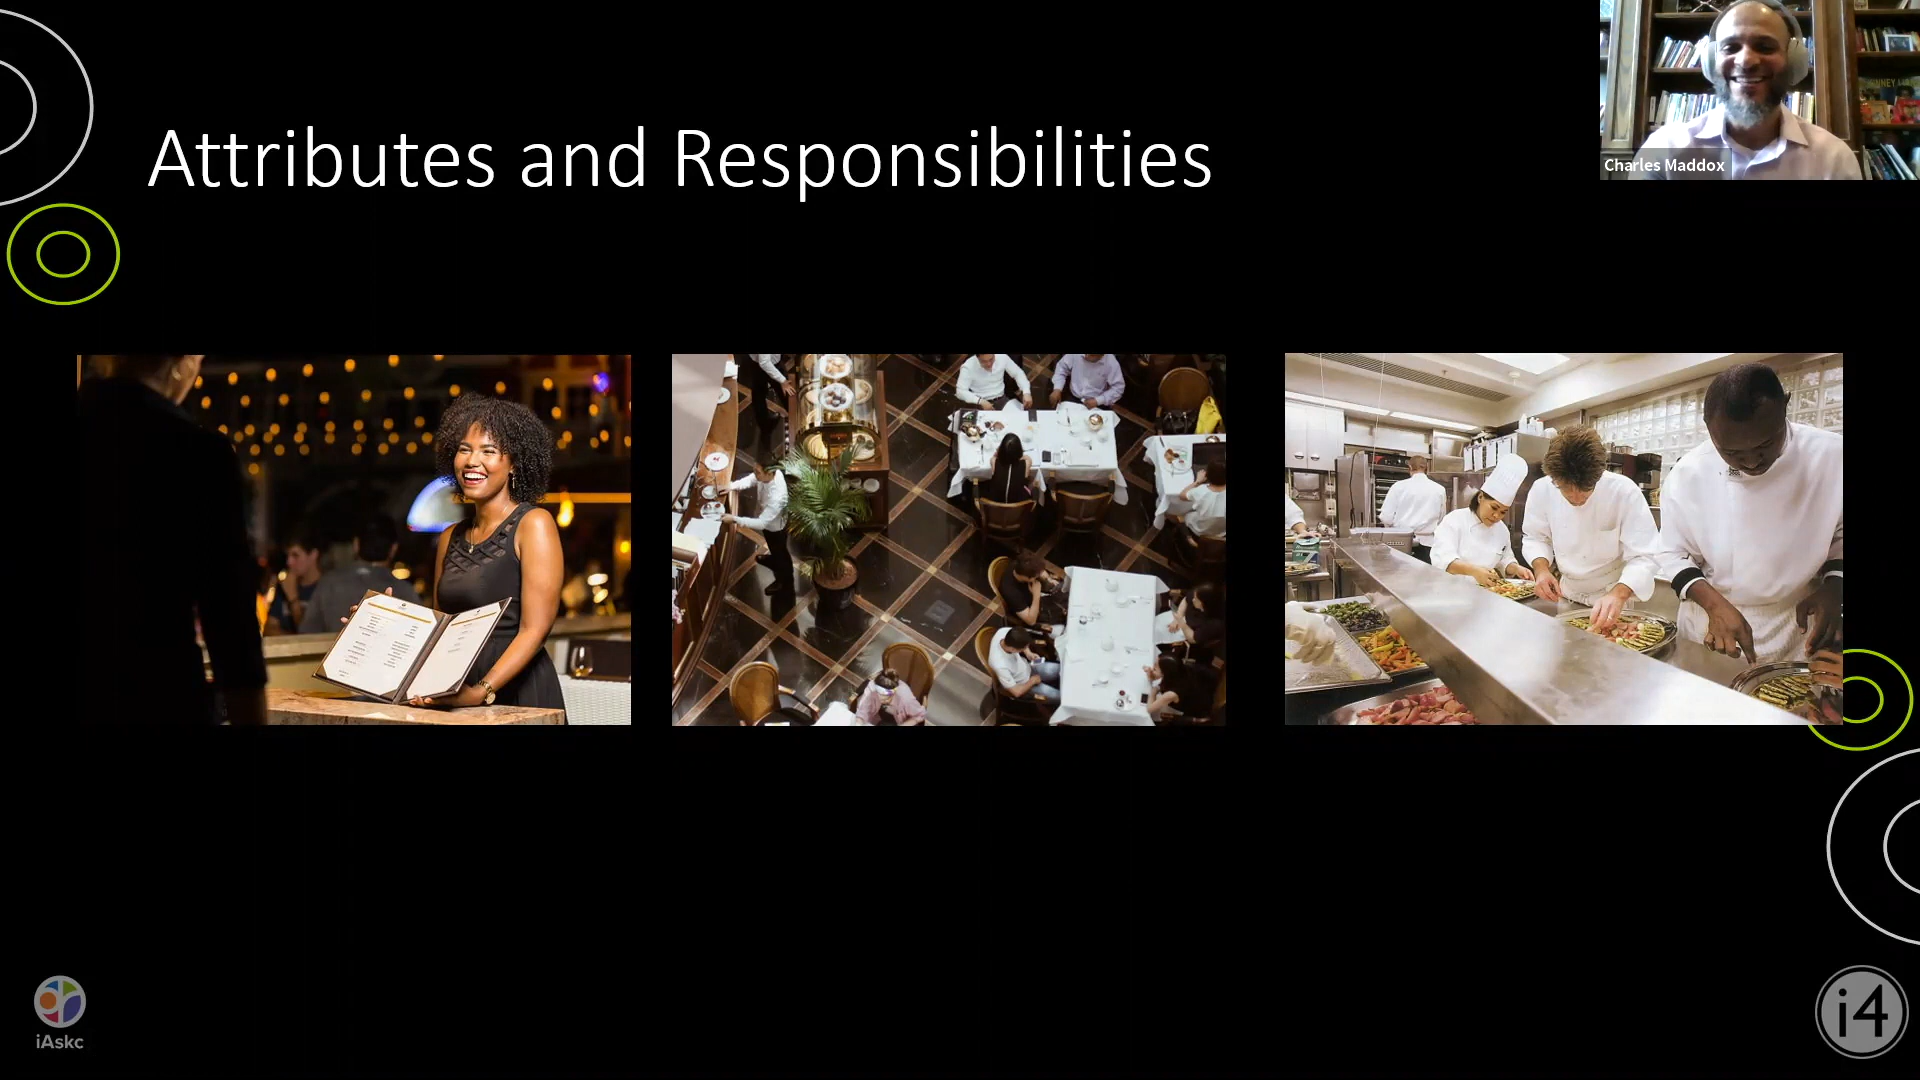 Attributes and Responsibilities
Charles Maddox
iAskc
i4